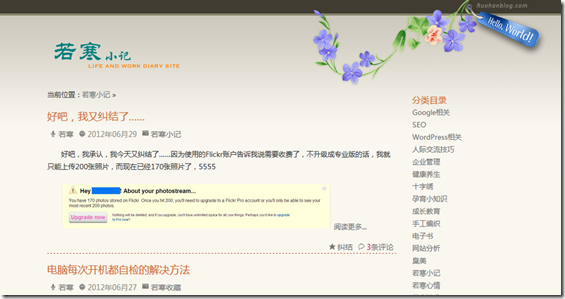 Ruohanblog.com
Hello, World!
若寒小记
LIFE AND WORK DIARY SITE
当前位置：若寒小记 »
好吧，我又纠结了……
若寒 2012年06月29 若寒小记
好吧，我承认，我今天又纠结了……因为使用的Flickr账户告诉我说需要收费了，不升级成专业版的话，我就
只能上传200张照片，而现在已经170张照片了，5555
Hey About your photostream...
You have 170 photos stored on Flickr. Once you hit 200, you'll need to upgrade to a Flickr Pro account or you'll only be able to see your most recent 200 photos.
Upgrade now
Nothing will be deleted, and if you upgrade, you'll have unlimited space for all your things. Perhaps you'd like to upgrade to Pro now?
阅读更多...
纠结 3条评论
电脑每次开机都自检的解决方法
若寒 2012年06月27 若寒收藏
分类目录
Google相关
SEO
WordPress相关
人际交流技巧
企业管理
健康养生
十字绣
孕育小知识
成长教育
手工编织
电子书
网站分析
臭美
若寒小记
若寒心情